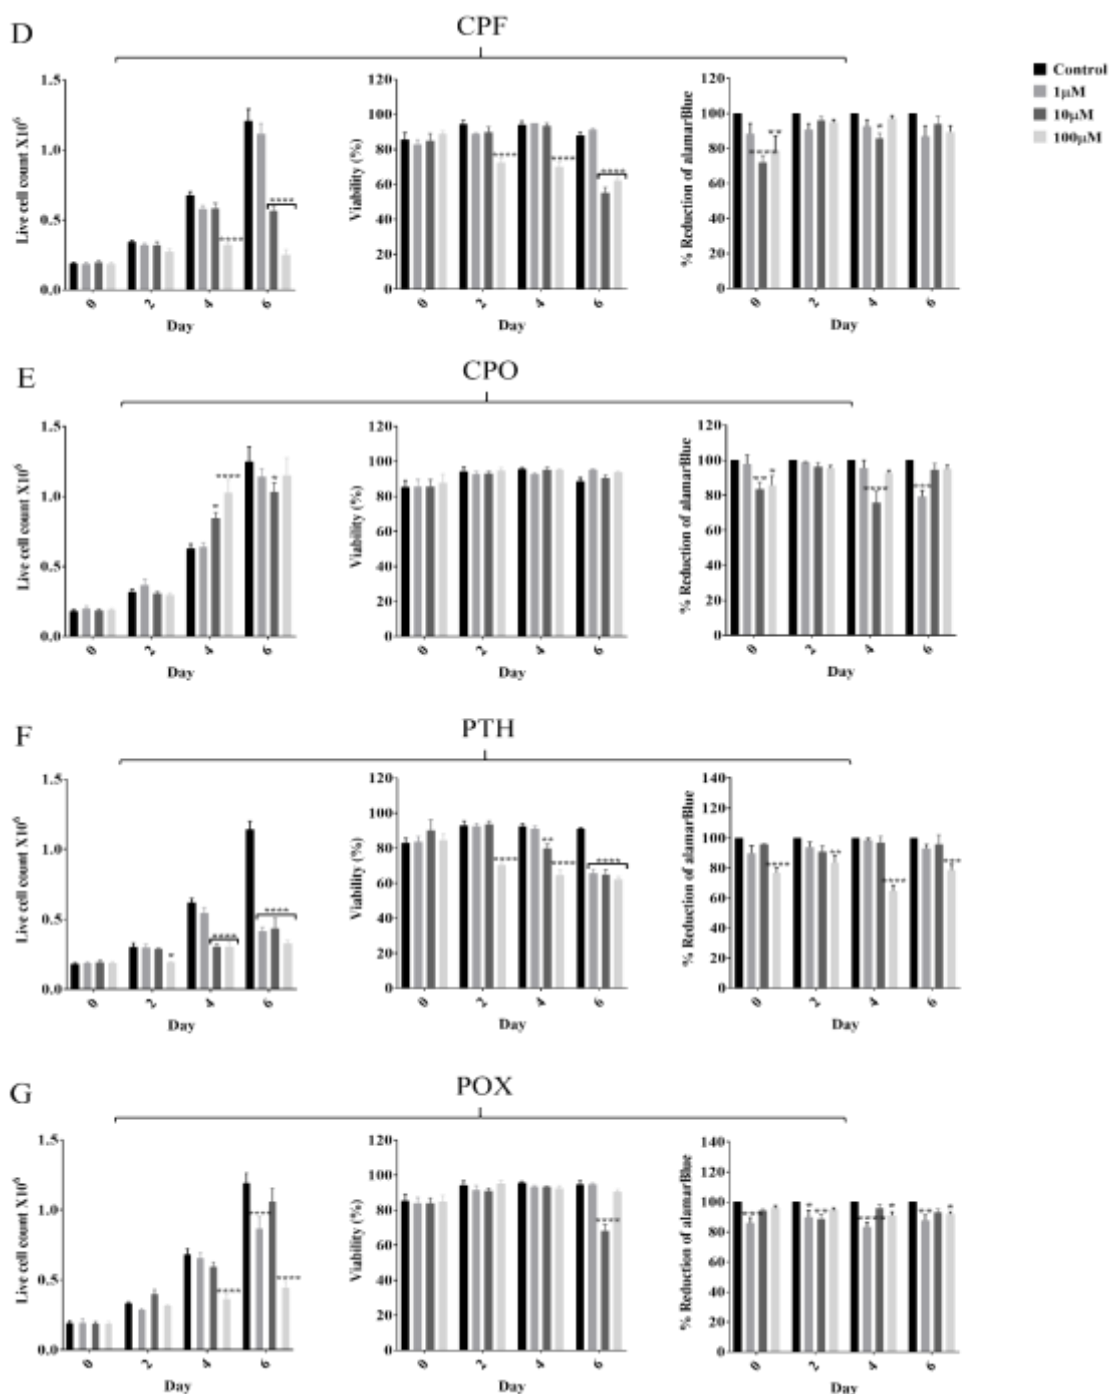 D
CPF
Control
1μM
10μM
100μM
Live cell count X10⁶
1.5
1.0
0.5
0.0
0 2 4 6
Day
Viability (%)
120
100
80
60
40
20
0
0 2 4 6
Day
% Reduction of alamarBlue
120
100
80
60
40
20
0
0 2 4 6
Day
E
CPO
Live cell count X10⁶
1.5
1.0
0.5
0.0
0 2 4 6
Day
Viability (%)
120
100
80
60
40
20
0
0 2 4 6
Day
% Reduction of alamarBlue
120
100
80
60
40
20
0
0 2 4 6
Day
F
PTH
Live cell count X10⁶
1.5
1.0
0.5
0.0
0 2 4 6
Day
Viability (%)
120
100
80
60
40
20
0
0 2 4 6
Day
% Reduction of alamarBlue
140
120
100
80
60
40
20
0
0 2 4 6
Day
G
POX
Live cell count X10⁶
1.5
1.0
0.5
0.0
0 2 4 6
Day
Viability (%)
120
100
80
60
40
20
0
0 2 4 6
Day
% Reduction of alamarBlue
140
120
100
80
60
40
20
0
0 2 4 6
Day